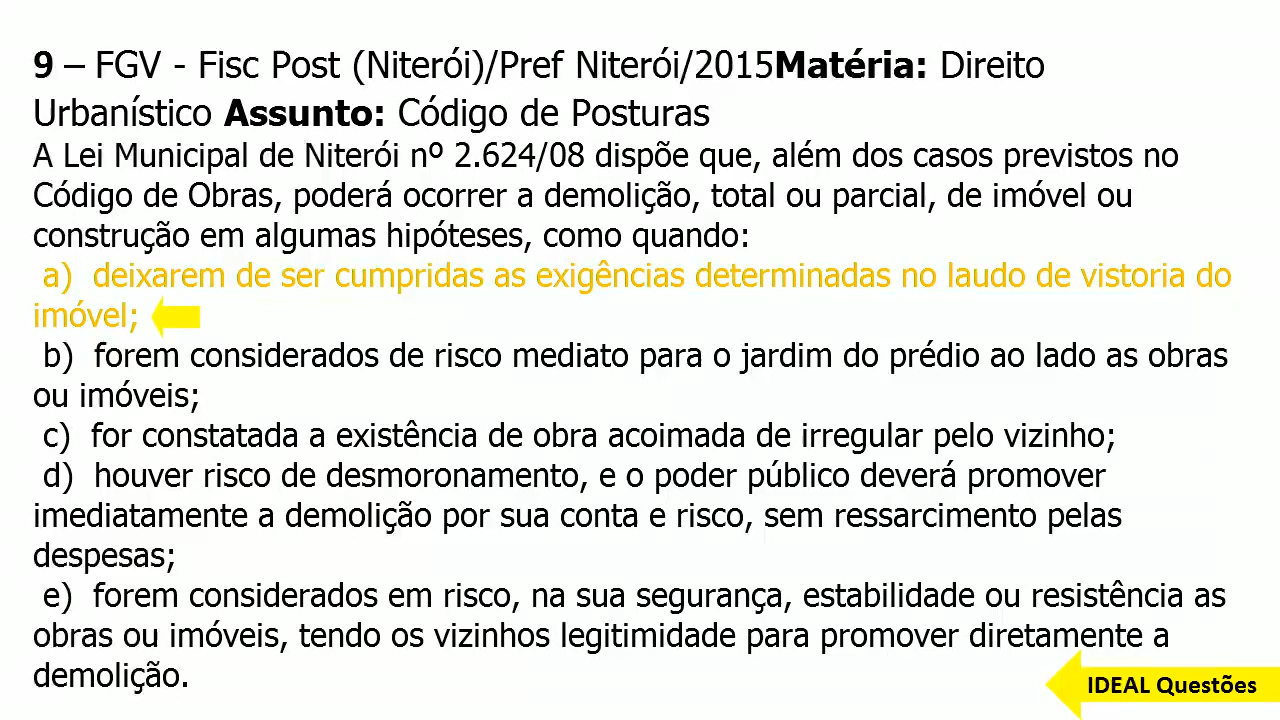 9 – FGV - Fisc Post (Niterói)/Pref Niterói/2015Matéria: Direito
Urbanístico Assunto: Código de Posturas
A Lei Municipal de Niterói nº 2.624/08 dispõe que, além dos casos previstos no
Código de Obras, poderá ocorrer a demolição, total ou parcial, de imóvel ou
construção em algumas hipóteses, como quando:
a) deixarem de ser cumpridas as exigências determinadas no laudo de vistoria do
imóvel;
b) forem considerados de risco mediato para o jardim do prédio ao lado as obras
ou imóveis;
c) for constatada a existência de obra acoimada de irregular pelo vizinho;
d) houver risco de desmoronamento, e o poder público deverá promover
imediatamente a demolição por sua conta e risco, sem ressarcimento pelas
despesas;
e) forem considerados em risco, na sua segurança, estabilidade ou resistência as
obras ou imóveis, tendo os vizinhos legitimidade para promover diretamente a
demolição.
IDEAL Questões